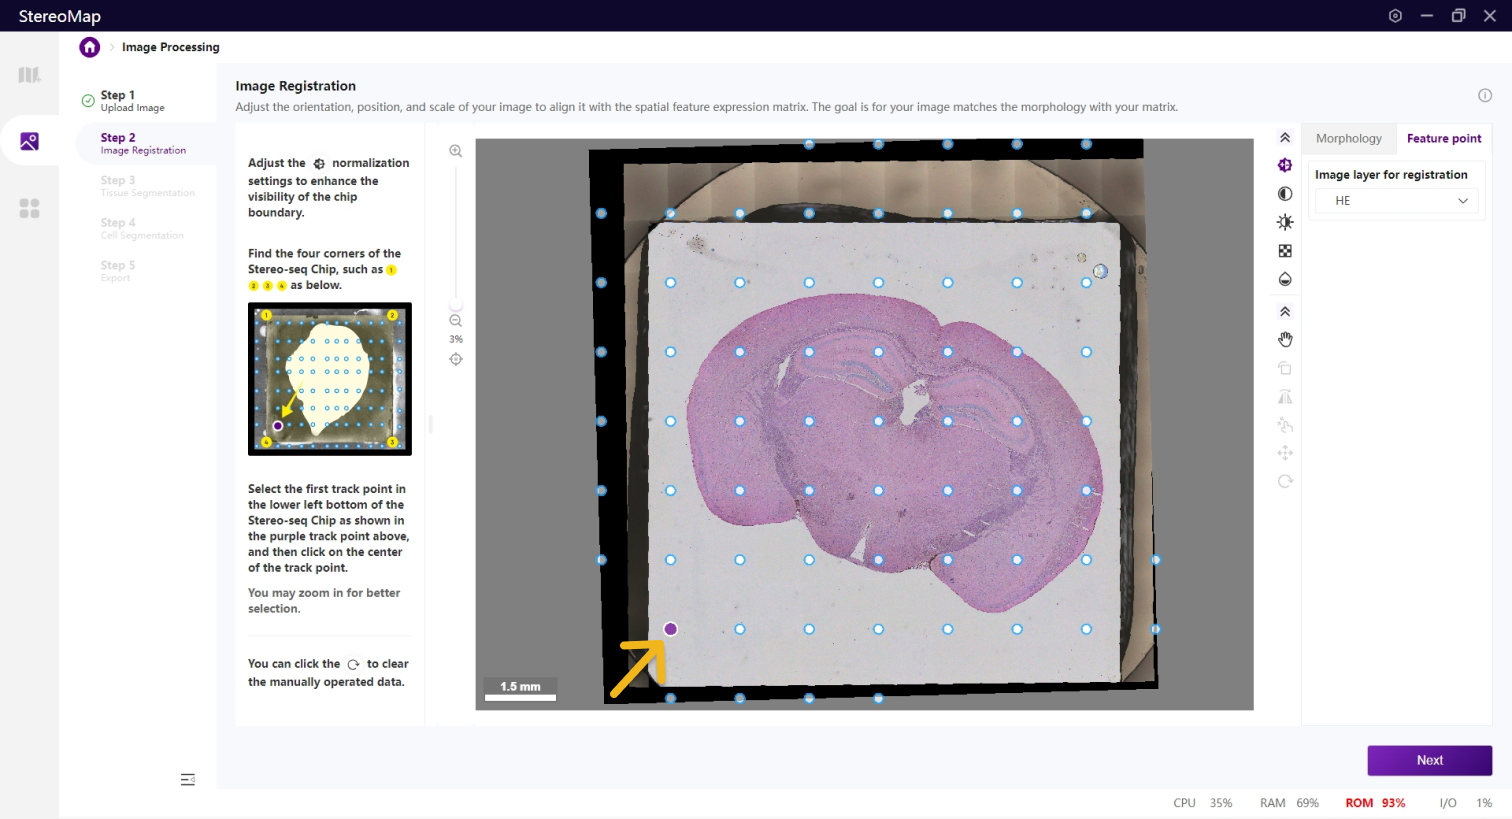 StereoMap
Image Processing
Step 1
Upload Image
Step 2
Image Registration
Step 3
Tissue Segmentation
Step 4
Cell Segmentation
Step 5
Export
Image Registration
Adjust the orientation, position, and scale of your image to align it with the spatial feature expression matrix. The goal is for your image matches the morphology with your matrix.
Adjust the normalization
settings to enhance the
visibility of the chip
boundary.
Find the four corners of the
Stereo-seq Chip, such as 1
2 3 4 as below.
1 2
4 3
Select the first track point in
the lower left bottom of the
Stereo-seq Chip as shown in
the purple track point above,
and then click on the center
of the track point.
You may zoom in for better
selection.
You can click the to clear
the manually operated data.
3%
1.5 mm
Morphology Feature point
Image layer for registration
HE
Next
CPU 35% RAM 69% ROM 93% I/O 1%